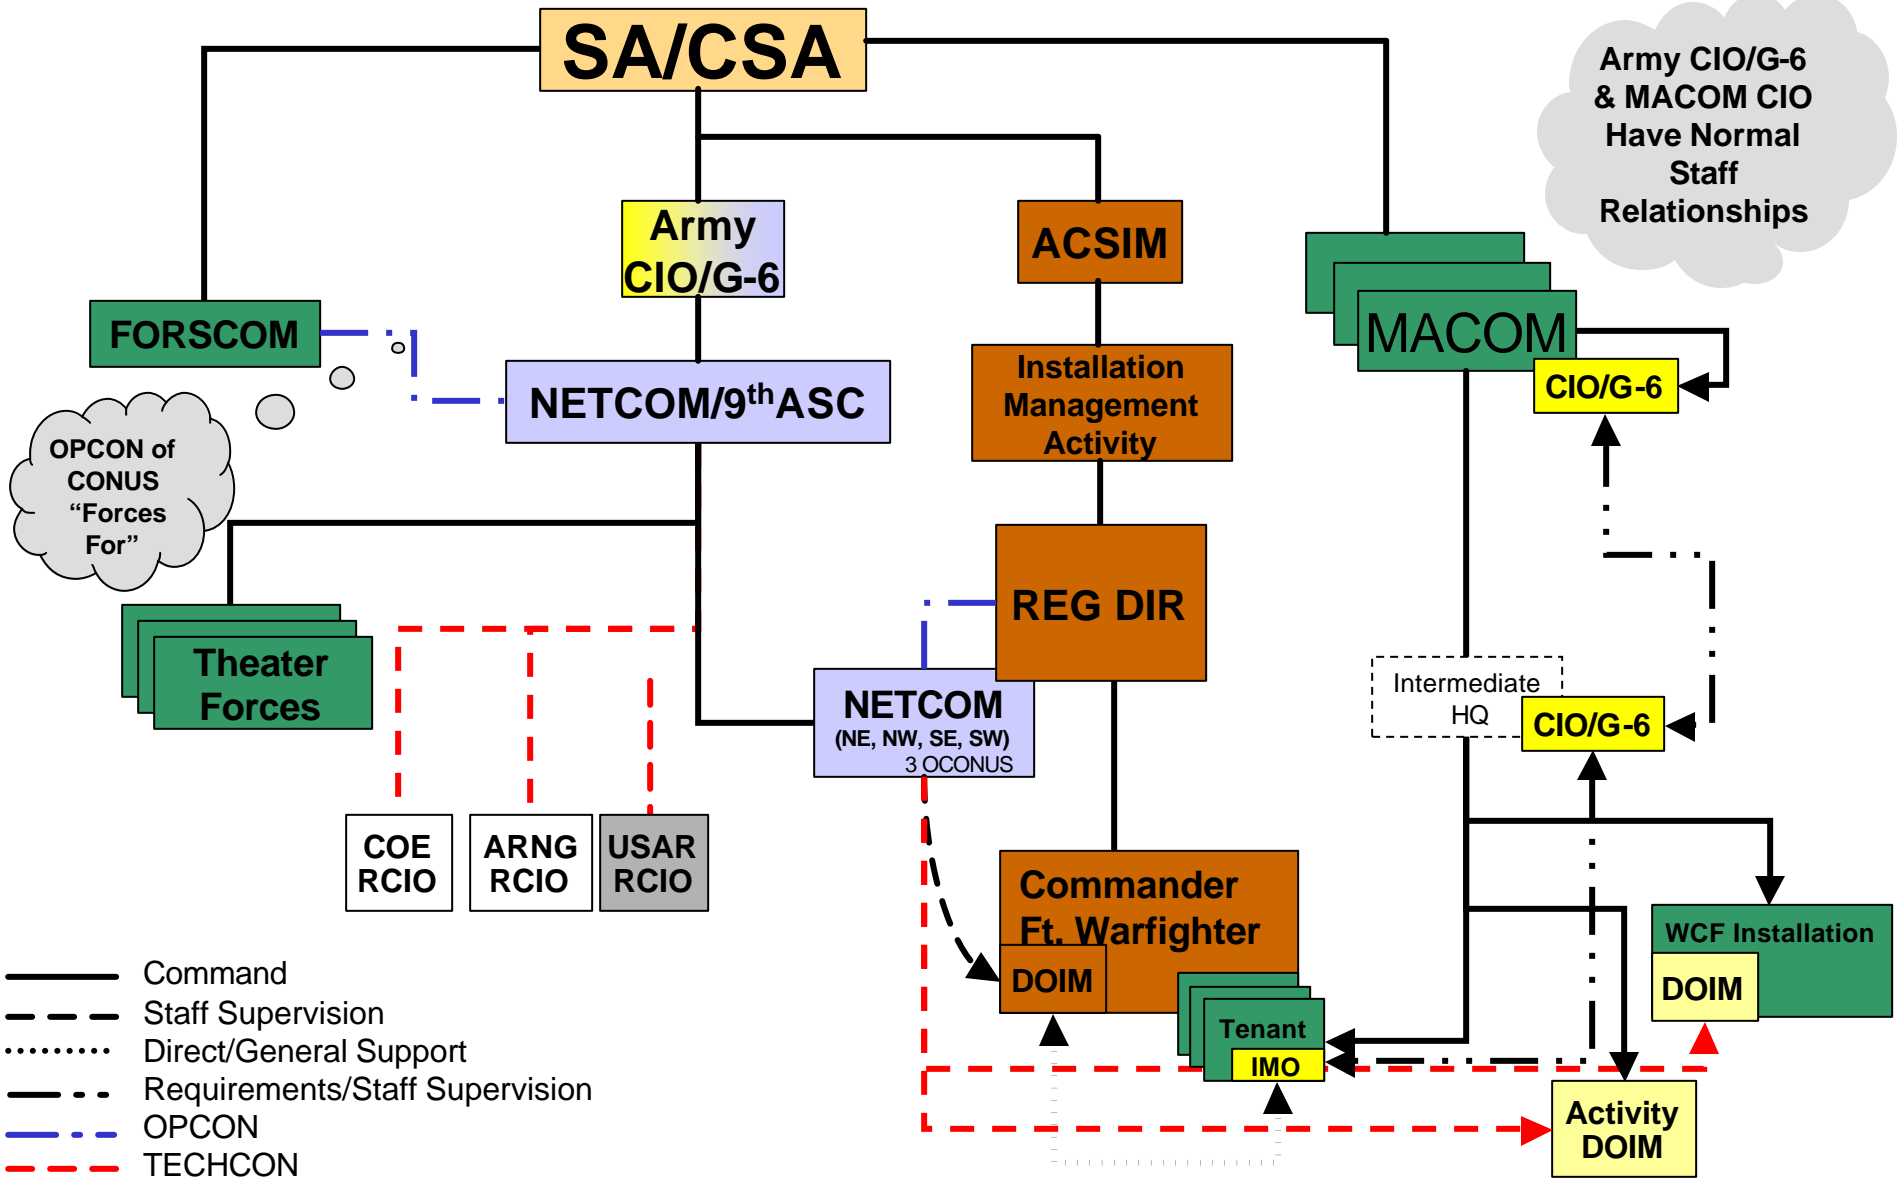 SA/CSA
Army CIO/G-6
& MACOM CIO
Have Normal
Staff
Relationships
Army
CIO/G-6
ACSIM
FORSCOM
MACOM
CIO/G-6
NETCOM/9th ASC
Installation
Management
Activity
OPCON of
CONUS
“Forces
For”
REG DIR
Theater
Forces
Intermediate
HQ
CIO/G-6
NETCOM
(NE, NW, SE, SW)
3 OCONUS
COE
RCIO
ARNG
RCIO
USAR
RCIO
Commander
Ft. Warfighter
DOIM
Tenant
IMO
WCF Installation
DOIM
Activity
DOIM
Command
Staff Supervision
Direct/General Support
Requirements/Staff Supervision
OPCON
TECHCON